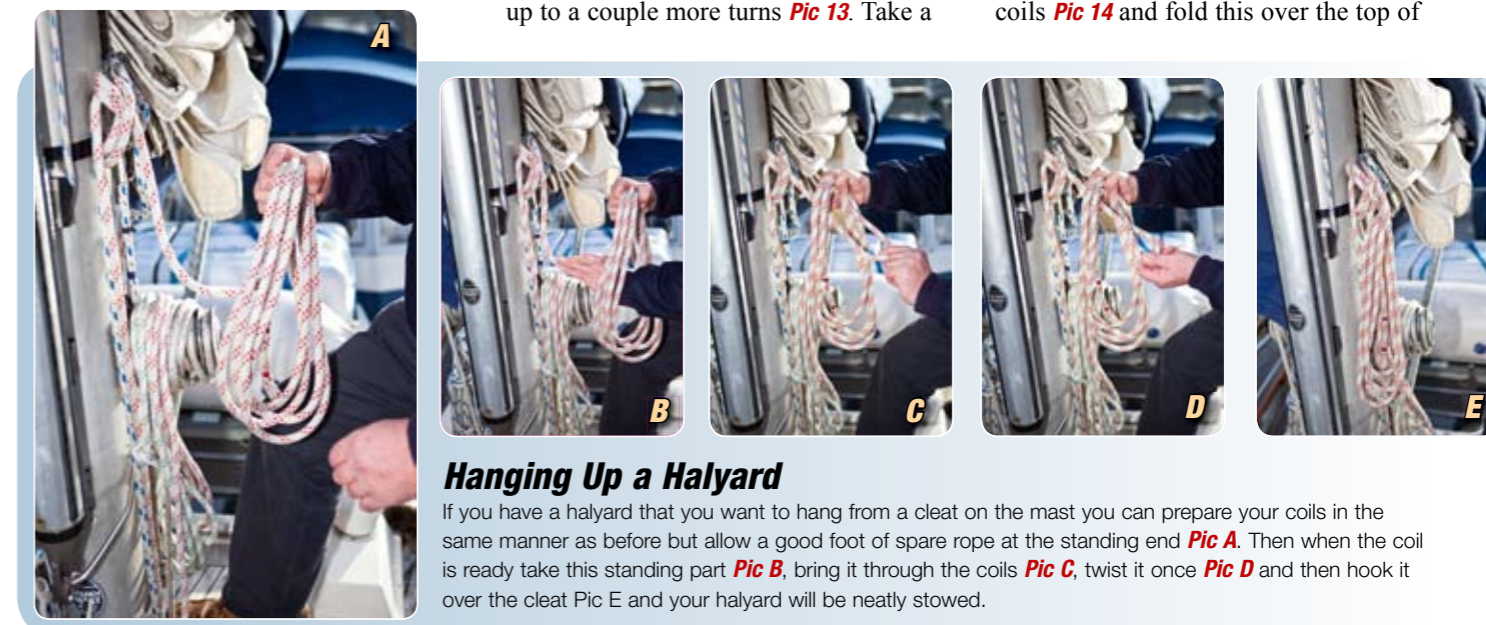 up to a couple more turns Pic 13. Take a
coils Pic 14 and fold this over the top of
A
B
C
D
E
Hanging Up a Halyard
If you have a halyard that you want to hang from a cleat on the mast you can prepare your coils in the
same manner as before but allow a good foot of spare rope at the standing end Pic A. Then when the coil
is ready take this standing part Pic B, bring it through the coils Pic C, twist it once Pic D and then hook it
over the cleat Pic E and your halyard will be neatly stowed.